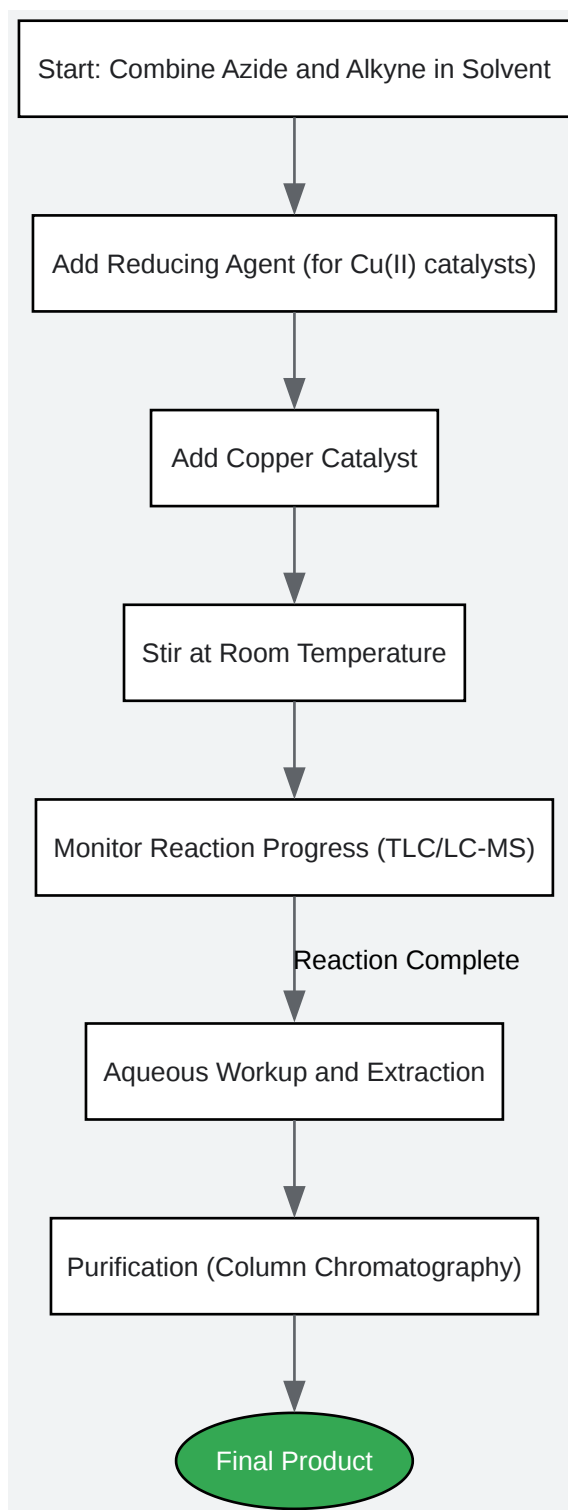 Start: Combine Azide and Alkyne in Solvent
Add Reducing Agent (for Cu(II) catalysts)
Add Copper Catalyst
Stir at Room Temperature
Monitor Reaction Progress (TLC/LC-MS)
Reaction Complete
Aqueous Workup and Extraction
Purification (Column Chromatography)
Final Product